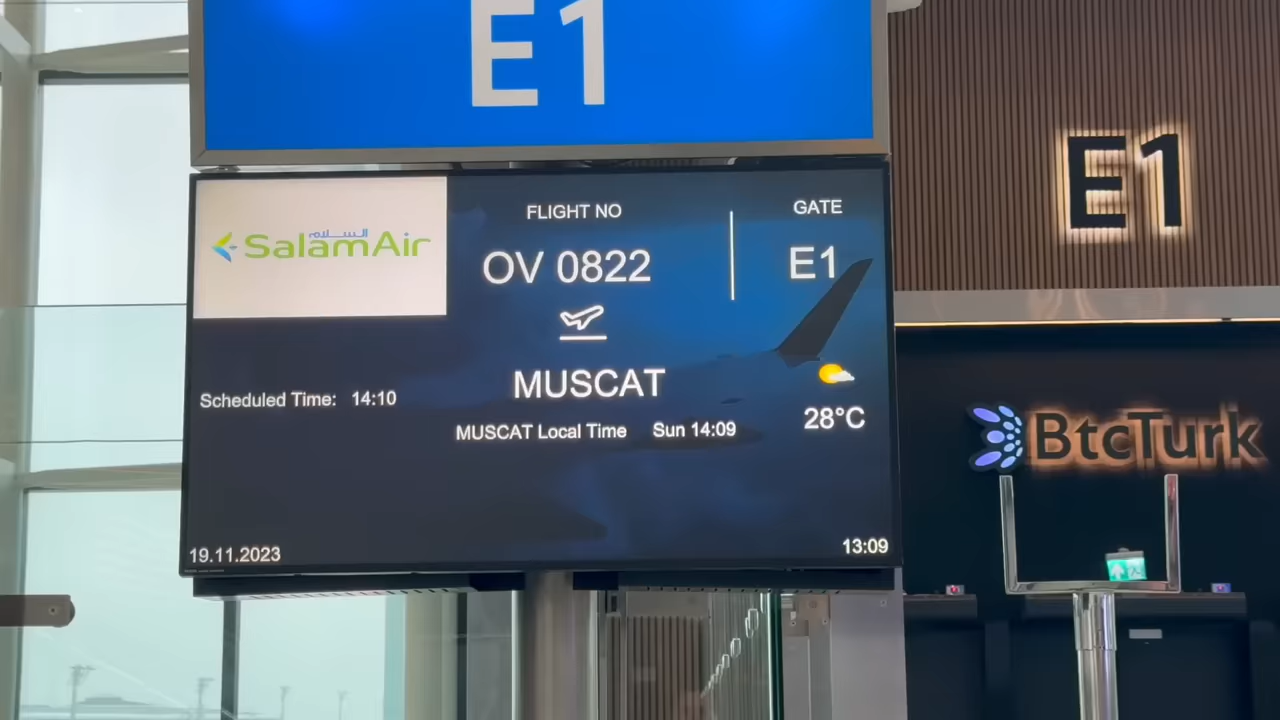 E1
E1
السلام
SalamAir
FLIGHT NO
OV 0822
GATE
E1
MUSCAT
Scheduled Time: 14:10
MUSCAT Local Time Sun 14:09
28°C
19.11.2023
13:09
BtcTurk